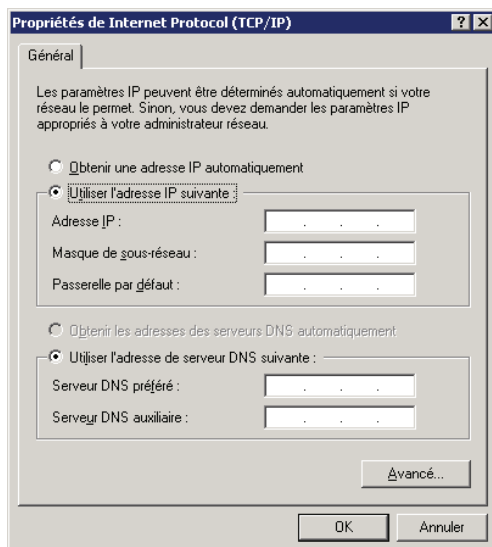 Propriétés de Internet Protocol (TCP/IP)
Général
Les paramètres IP peuvent être déterminés automatiquement si votre
réseau le permet. Sinon, vous devez demander les paramètres IP
appropriés à votre administrateur réseau.
Obtenir une adresse IP automatiquement
Utiliser l'adresse IP suivante :
Adresse IP :
Masque de sous-réseau :
Passerelle par défaut :
Obtenir les adresses des serveurs DNS automatiquement
Utiliser l'adresse de serveur DNS suivante :
Serveur DNS préféré :
Serveur DNS auxiliaire :
Avancé...
OK Annuler